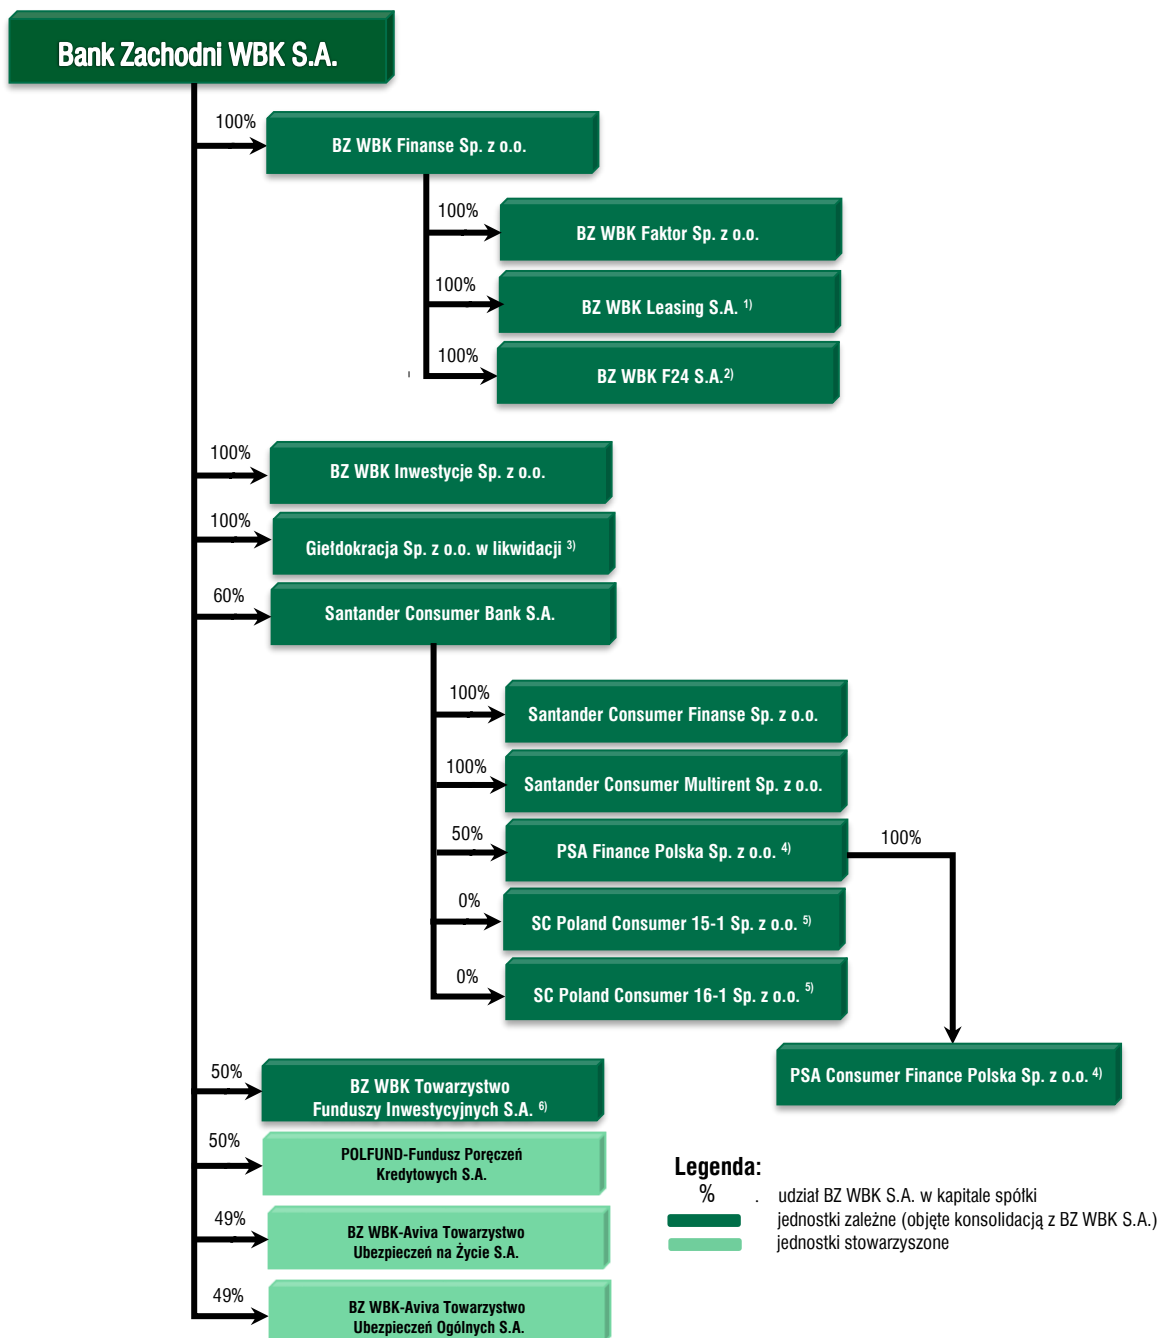 Bank Zachodni WBK S.A.
100%
BZ WBK Finanse Sp. z o.o.
100%
BZ WBK Faktor Sp. z o.o.
100%
BZ WBK Leasing S.A. 1)
100%
BZ WBK F24 S.A.2)
100%
BZ WBK Inwestycje Sp. z o.o.
100%
Giełdokracja Sp. z o.o. w likwidacji 3)
60%
Santander Consumer Bank S.A.
100%
Santander Consumer Finanse Sp. z o.o.
100%
Santander Consumer Multirent Sp. z o.o.
50%
PSA Finance Polska Sp. z o.o. 4)
100%
0%
SC Poland Consumer 15-1 Sp. z o.o. 5)
0%
SC Poland Consumer 16-1 Sp. z o.o. 5)
PSA Consumer Finance Polska Sp. z o.o. 4)
50%
BZ WBK Towarzystwo
Funduszy Inwestycyjnych S.A. 6)
50%
POLFUND-Fundusz Poręczeń
Kredytowych S.A.
49%
BZ WBK-Aviva Towarzystwo
Ubezpieczeń na Życie S.A.
49%
BZ WBK-Aviva Towarzystwo
Ubezpieczeń Ogólnych S.A.
Legenda:
% . udział BZ WBK S.A. w kapitale spółki
jednostki zależne (objęte konsolidacją z BZ WBK S.A.)
jednostki stowarzyszone